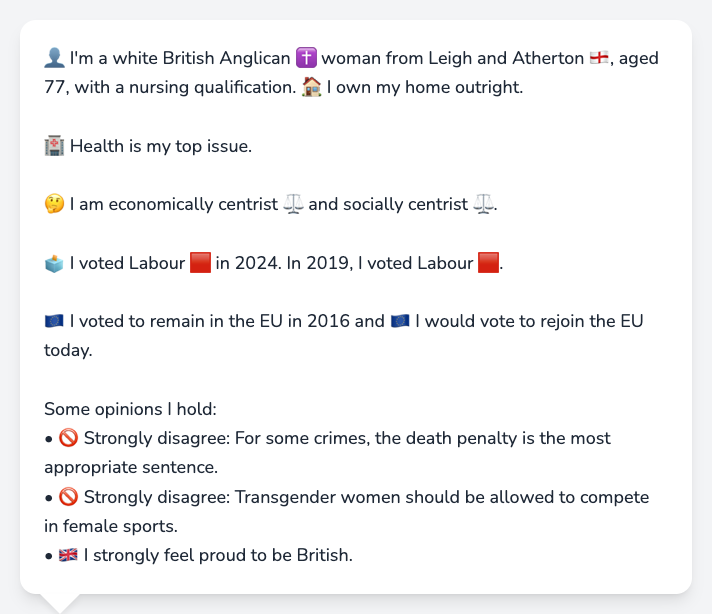 👤 I'm a white British Anglican ✝️ woman from Leigh and Atherton 🏴󠁧󠁢󠁥󠁮󠁧󠁿, aged
77, with a nursing qualification. 🏠 I own my home outright.
🏥 Health is my top issue.
🤔 I am economically centrist ⚖️ and socially centrist ⚖️.
🗳️ I voted Labour 🟥 in 2024. In 2019, I voted Labour 🟥.
🇪🇺 I voted to remain in the EU in 2016 and 🇪🇺 I would vote to rejoin the EU
today.
Some opinions I hold:
• 🚫 Strongly disagree: For some crimes, the death penalty is the most
appropriate sentence.
• 🚫 Strongly disagree: Transgender women should be allowed to compete
in female sports.
• 🇬🇧 I strongly feel proud to be British.